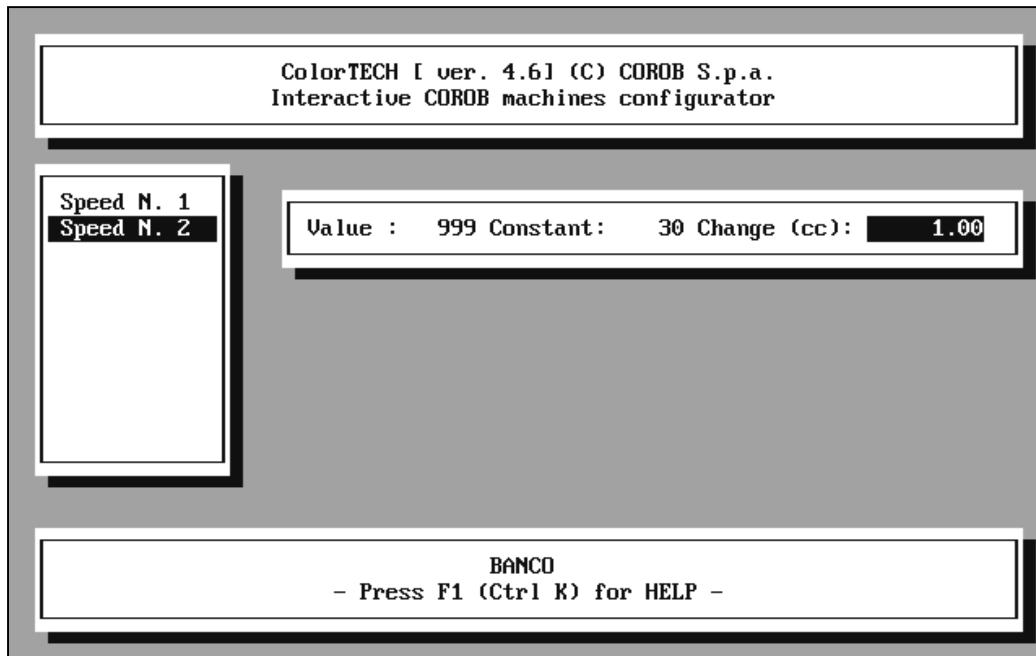 ColorTECH [ ver. 4.6] (C) COROB S.p.a.
Interactive COROB machines configurator
Speed N. 1
Speed N. 2
Value : 999 Constant: 30 Change (cc): 1.00
BANCO
- Press F1 (Ctrl K) for HELP -